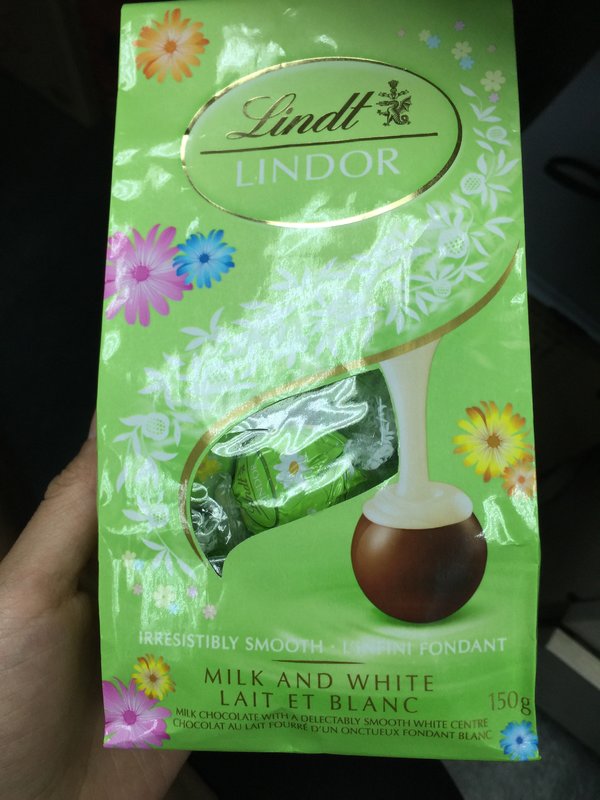 Lindt
LINDOR
Lindt
IRRESISTIBLY SMOOTH · L'INFINI FONDANT
MILK AND WHITE
LAIT ET BLANC
150g
MILK CHOCOLATE WITH A DELECTABLY SMOOTH WHITE CENTRE
CHOCOLAT AU LAIT FOURRÉ D'UN ONCTUEUX FONDANT BLANC